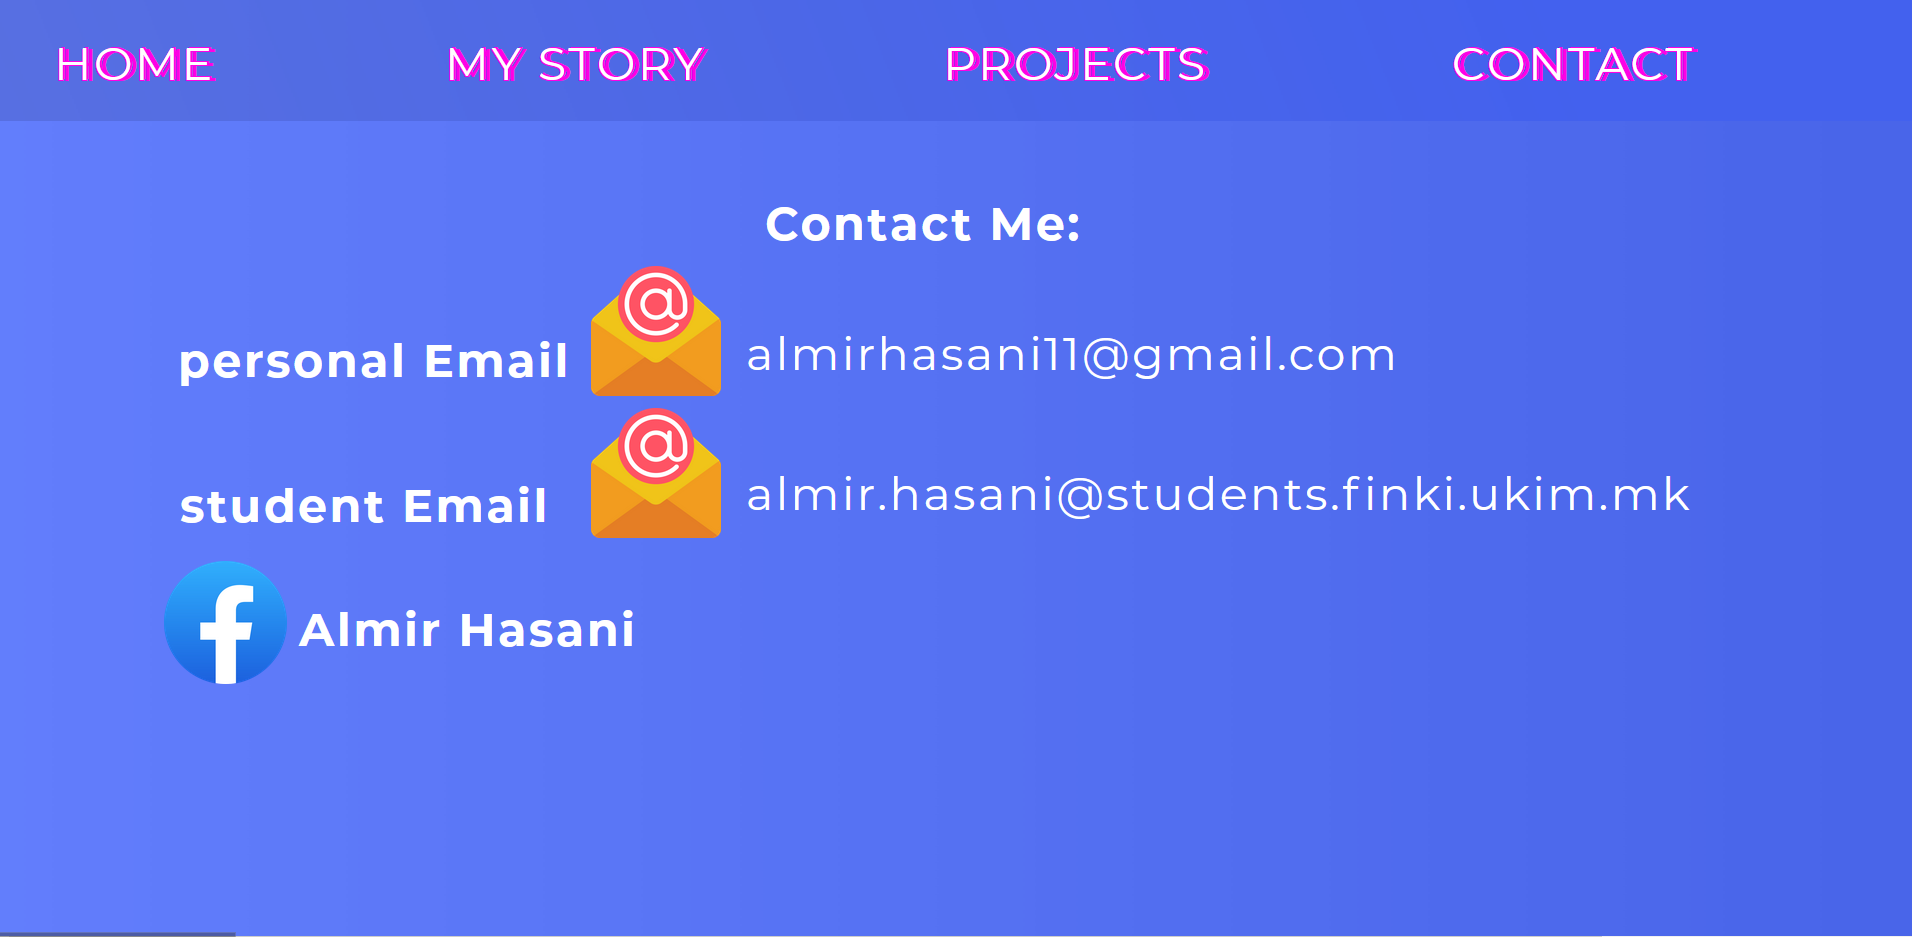 HOME MY STORY PROJECTS CONTACT
Contact Me:
personal Email almirhasani11@gmail.com
student Email almir.hasani@students.finki.ukim.mk
Almir Hasani